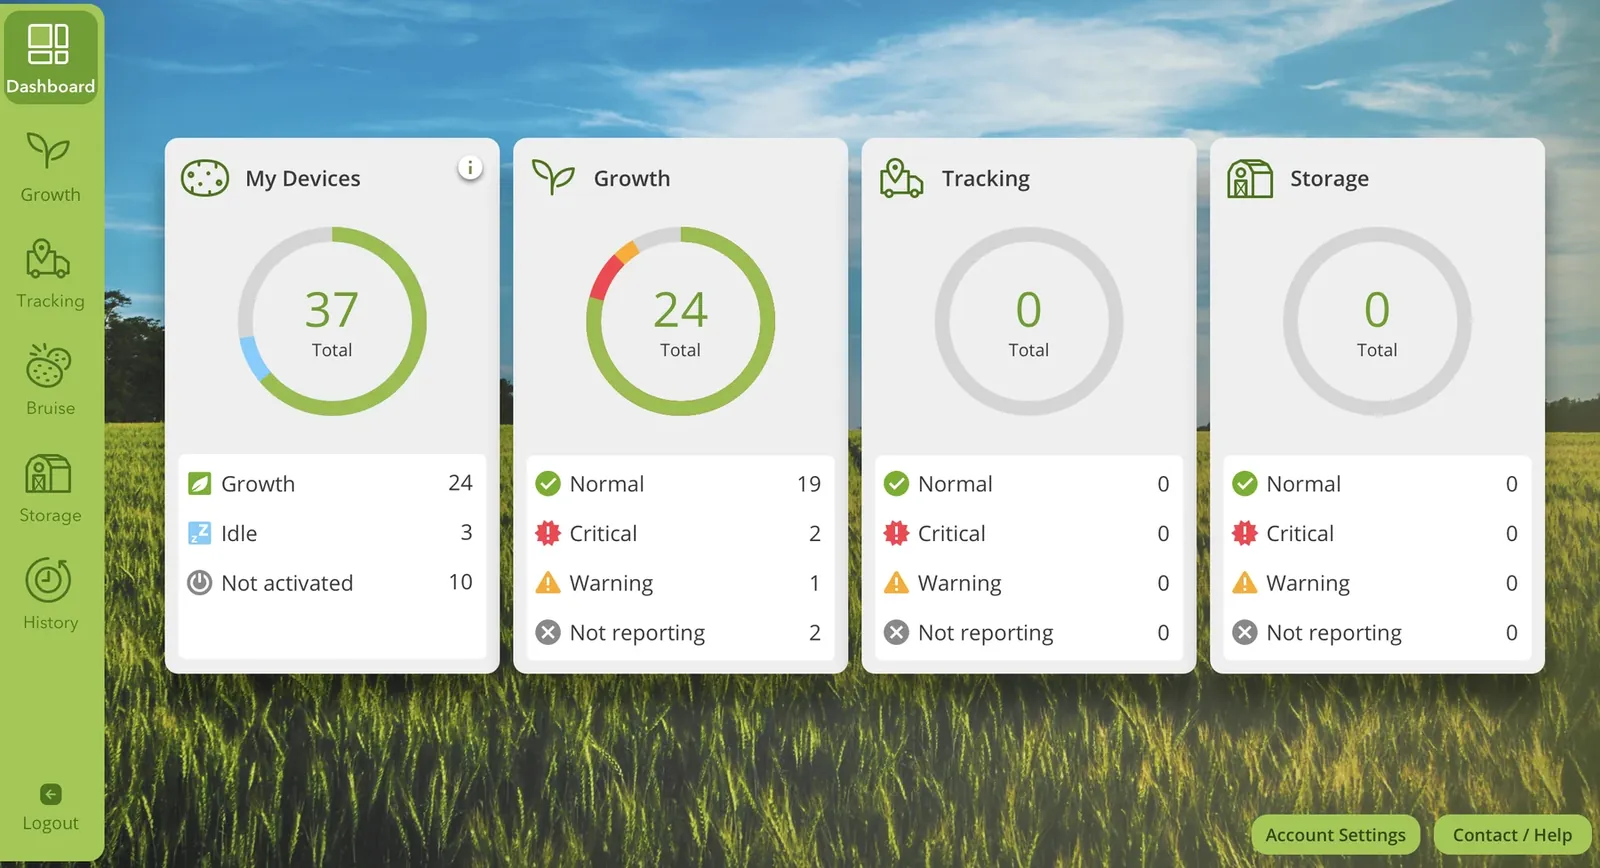 Dashboard
Growth
Tracking
Bruise
Storage
History
Logout
My Devices
i
37
Total
Growth 24
Idle 3
Not activated 10
Growth
24
Total
Normal 19
Critical 2
Warning 1
Not reporting 2
Tracking
0
Total
Normal 0
Critical 0
Warning 0
Not reporting 0
Storage
0
Total
Normal 0
Critical 0
Warning 0
Not reporting 0
Account Settings
Contact / Help